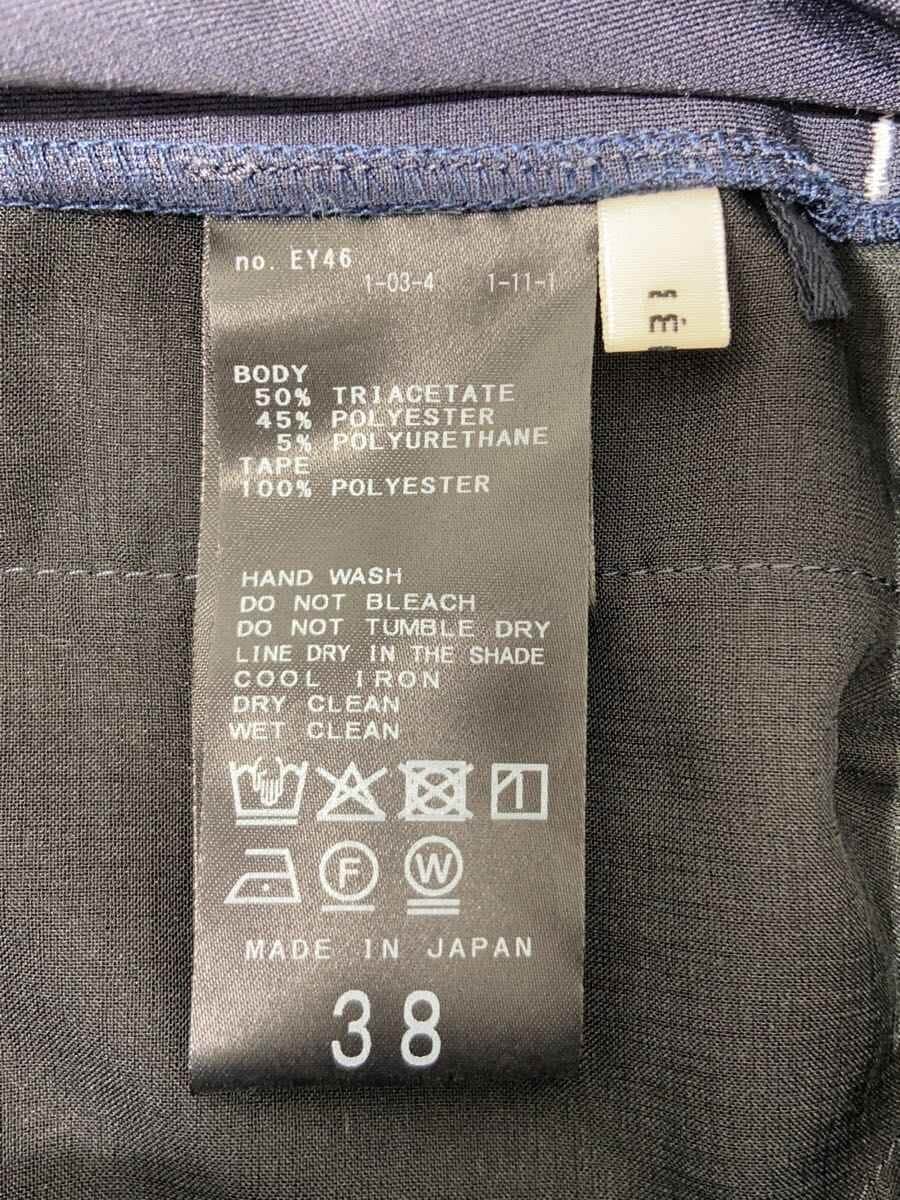 no. EY46
1-03-4 1-11-1
BODY
50% TRIACETATE
45% POLYESTER
5% POLYURETHANE
TAPE
100% POLYESTER
HAND WASH
DO NOT BLEACH
DO NOT TUMBLE DRY
LINE DRY IN THE SHADE
COOL IRON
DRY CLEAN
WET CLEAN
F W
MADE IN JAPAN
38